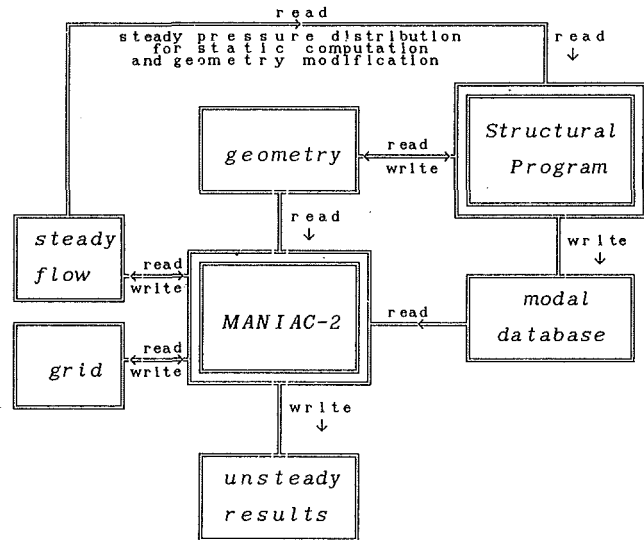 read
steady pressure distribution
for static computation
and geometry modification
read
geometry
read
write
Structural
Program
read
write
steady
flow
read
write
MANIAC-2
read
modal
database
grid
read
write
write
unsteady
results